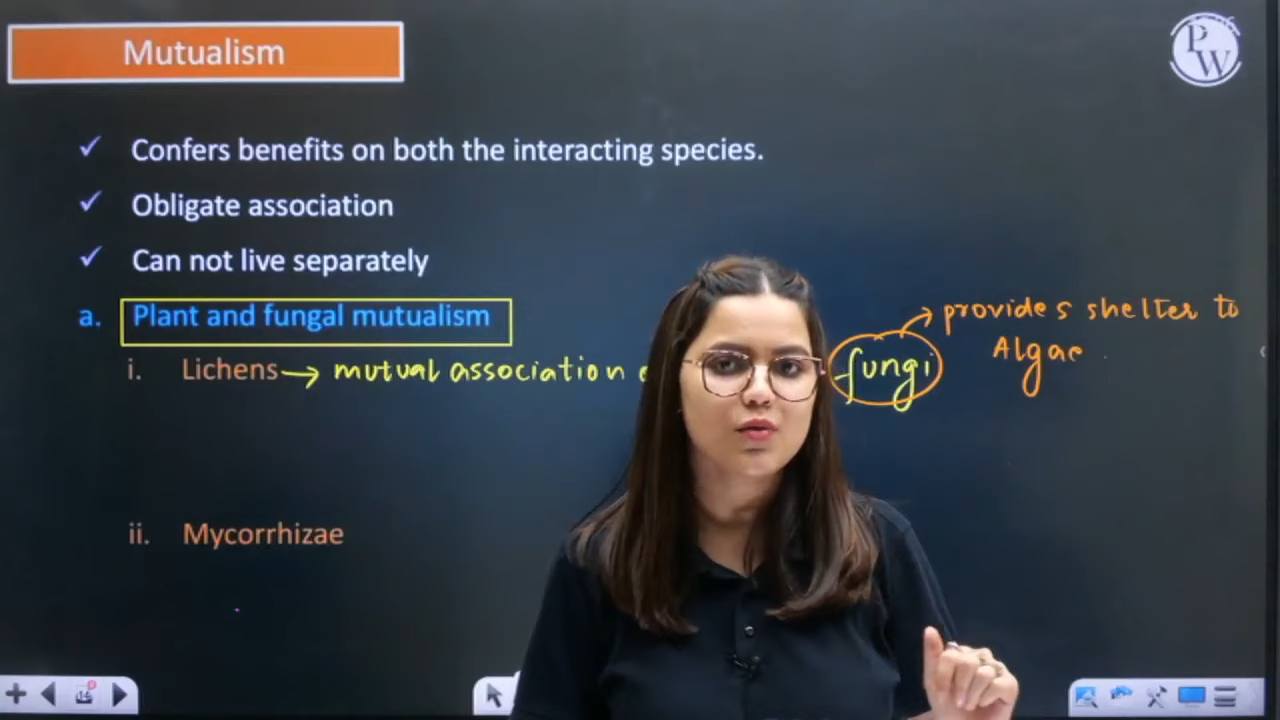 Mutualism
PW
✓ Confers benefits on both the interacting species.
✓ Obligate association
✓ Can not live separately
a. Plant and fungal mutualism
i. Lichens → mutual association
fungi → provides shelter to
Algae
ii. Mycorrhizae